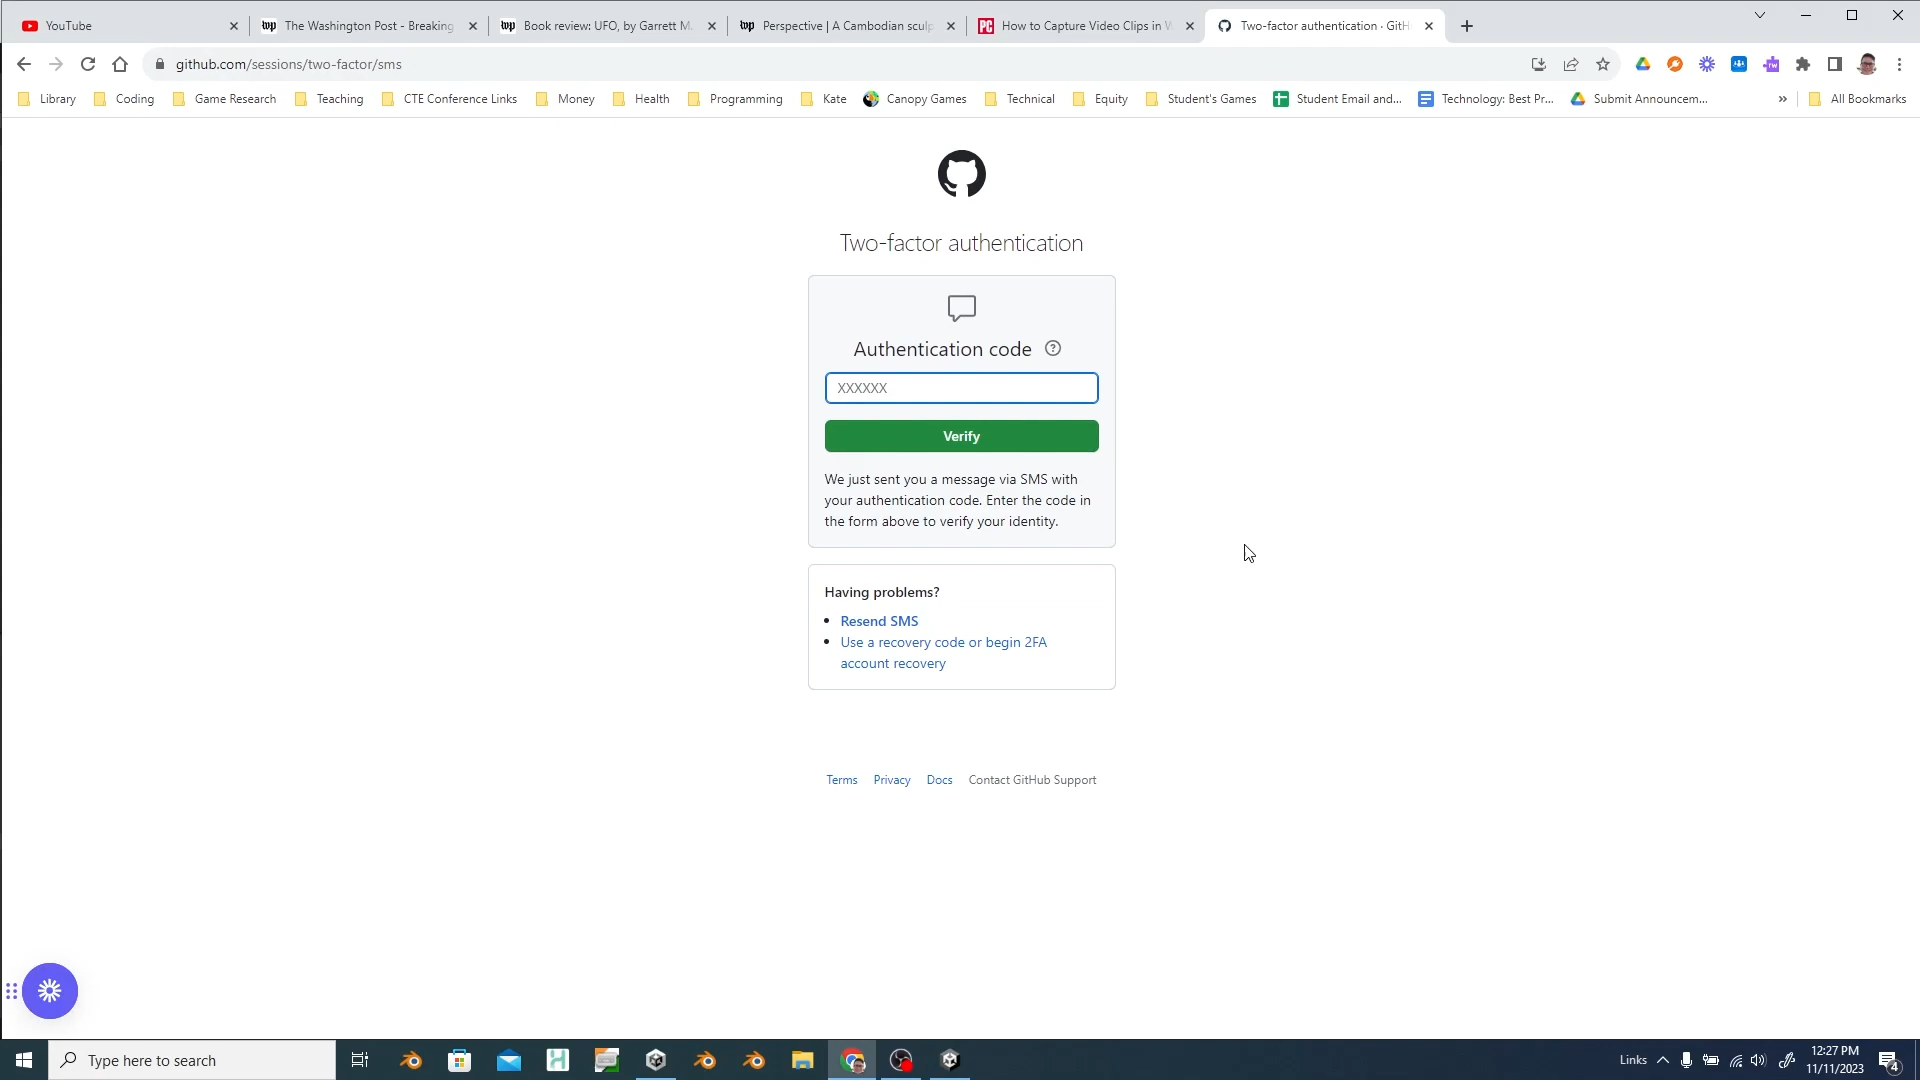 YouTube
The Washington Post - Breaking
Book review: UFO, by Garrett M.
Perspective | A Cambodian sculp
How to Capture Video Clips in W
Two-factor authentication · GitH
github.com/sessions/two-factor/sms
Library
Coding
Game Research
Teaching
CTE Conference Links
Money
Health
Programming
Kate
Canopy Games
Technical
Equity
Student's Games
Student Email and...
Technology: Best Pr...
Submit Announcem...
»
All Bookmarks
Two-factor authentication
Authentication code
XXXXXX
Verify
We just sent you a message via SMS with
your authentication code. Enter the code in
the form above to verify your identity.
Having problems?
Resend SMS
Use a recovery code or begin 2FA
account recovery
Terms Privacy Docs Contact GitHub Support
Type here to search
Links
12:27 PM
11/11/2023
4